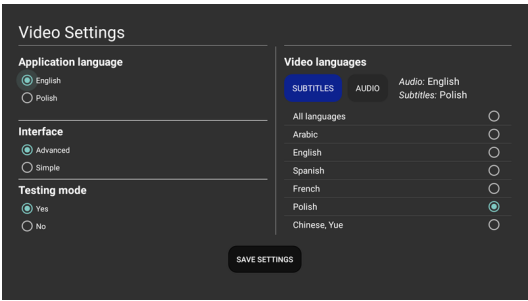 Video Settings
Application language
English
Polish
Interface
Advanced
Simple
Testing mode
Yes
No
Video languages
SUBTITLES
AUDIO
Audio: English
Subtitles: Polish
All languages
Arabic
English
Spanish
French
Polish
Chinese, Yue
SAVE SETTINGS